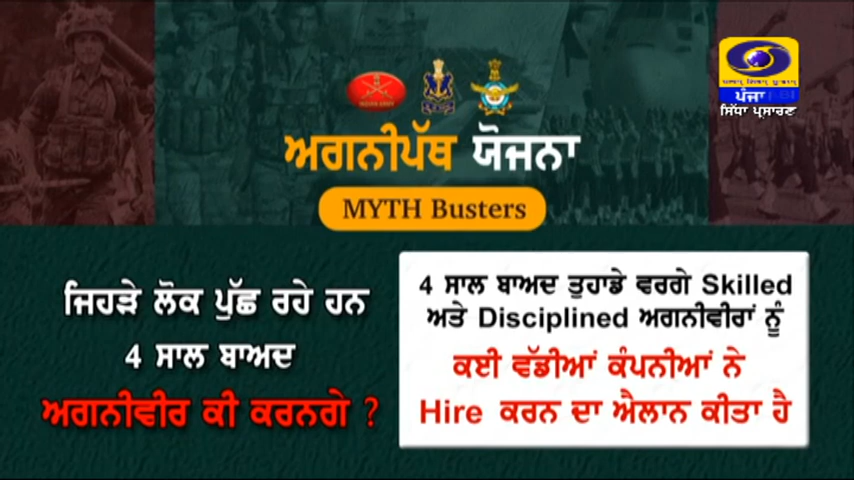 ਪੰਜਾਬੀ
ਸਿੱਧਾ ਪ੍ਰਸਾਰਣ
ਅਗਨੀਪੱਥ ਯੋਜਨਾ
MYTH Busters
ਜਿਹੜੇ ਲੋਕ ਪੁੱਛ ਰਹੇ ਹਨ
4 ਸਾਲ ਬਾਅਦ
ਅਗਨੀਵੀਰ ਕੀ ਕਰਨਗੇ ?
4 ਸਾਲ ਬਾਅਦ ਤੁਹਾਡੇ ਵਰਗੇ Skilled
ਅਤੇ Disciplined ਅਗਨੀਵੀਰਾਂ ਨੂੰ
ਕਈ ਵੱਡੀਆਂ ਕੰਪਨੀਆਂ ਨੇ
Hire ਕਰਨ ਦਾ ਐਲਾਨ ਕੀਤਾ ਹੈ